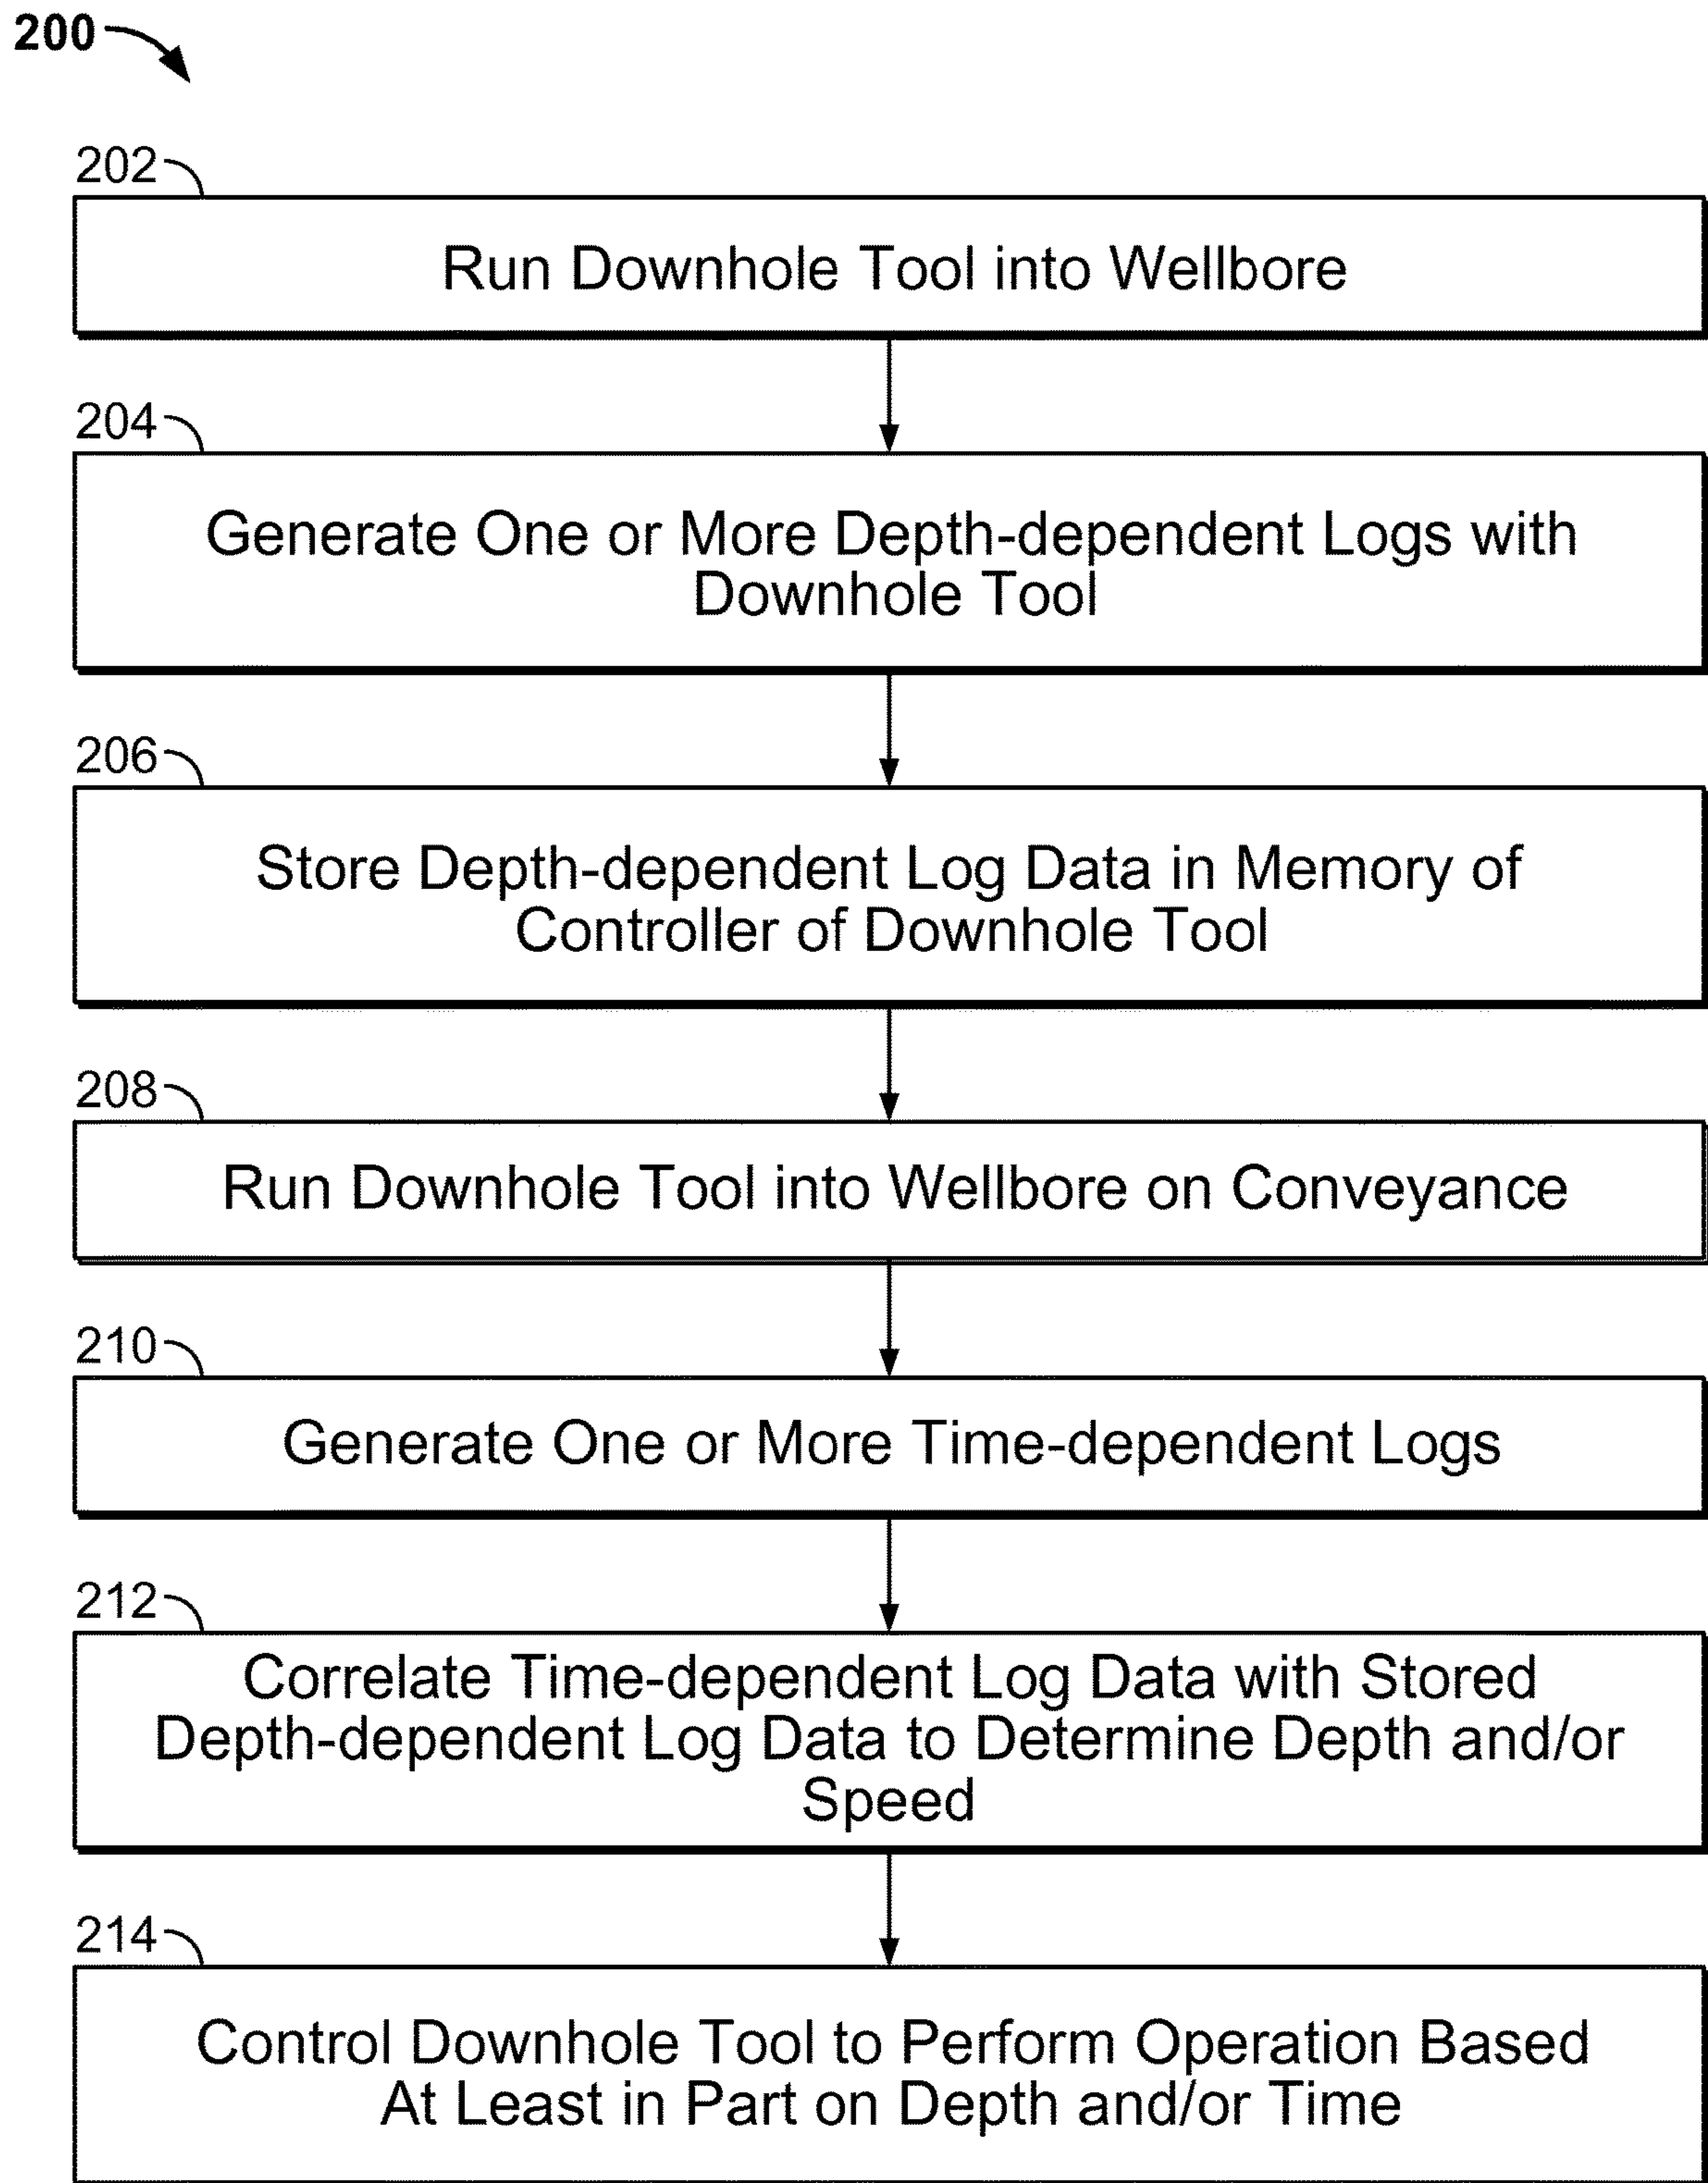 200
202
Run Downhole Tool into Wellbore
204
Generate One or More Depth-dependent Logs with
Downhole Tool
206
Store Depth-dependent Log Data in Memory of
Controller of Downhole Tool
208
Run Downhole Tool into Wellbore on Conveyance
210
Generate One or More Time-dependent Logs
212
Correlate Time-dependent Log Data with Stored
Depth-dependent Log Data to Determine Depth and/or
Speed
214
Control Downhole Tool to Perform Operation Based
At Least in Part on Depth and/or Time